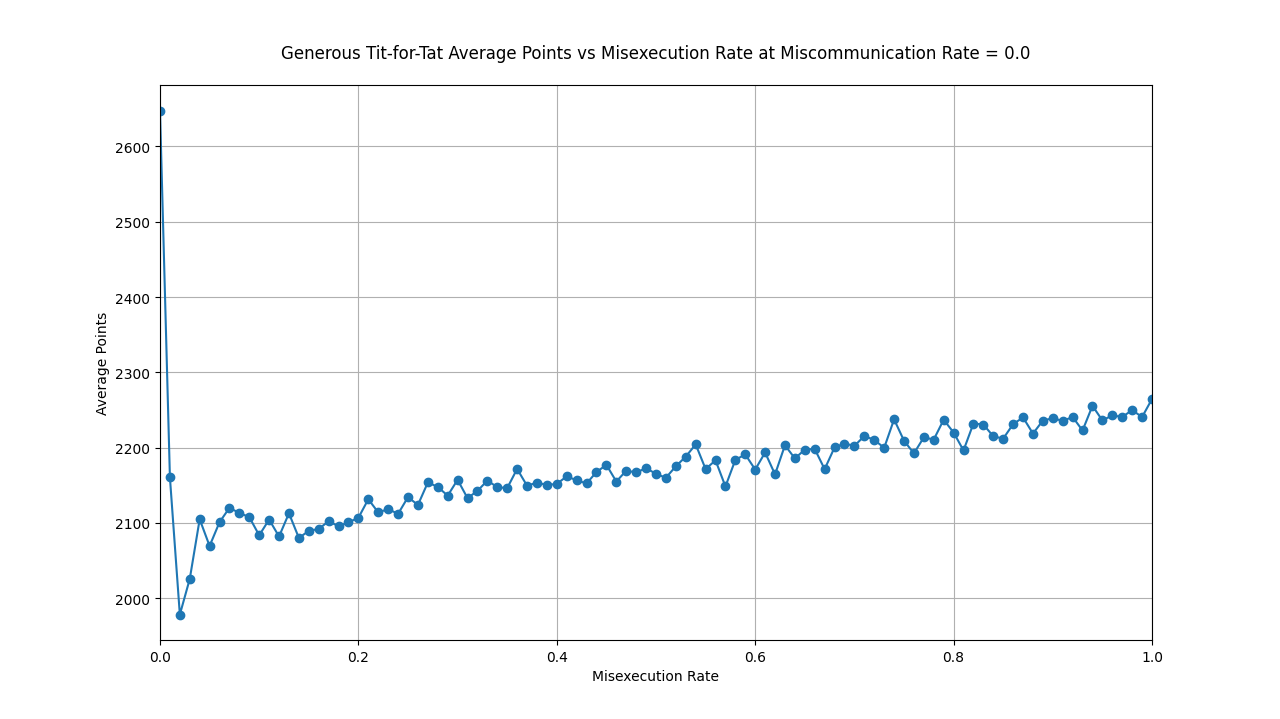 Generous Tit-for-Tat Average Points vs Misexecution Rate at Miscommunication Rate = 0.0
2600
2500
2400
2300
2200
2100
2000
Average Points
0.0 0.2 0.4 0.6 0.8 1.0
Misexecution Rate